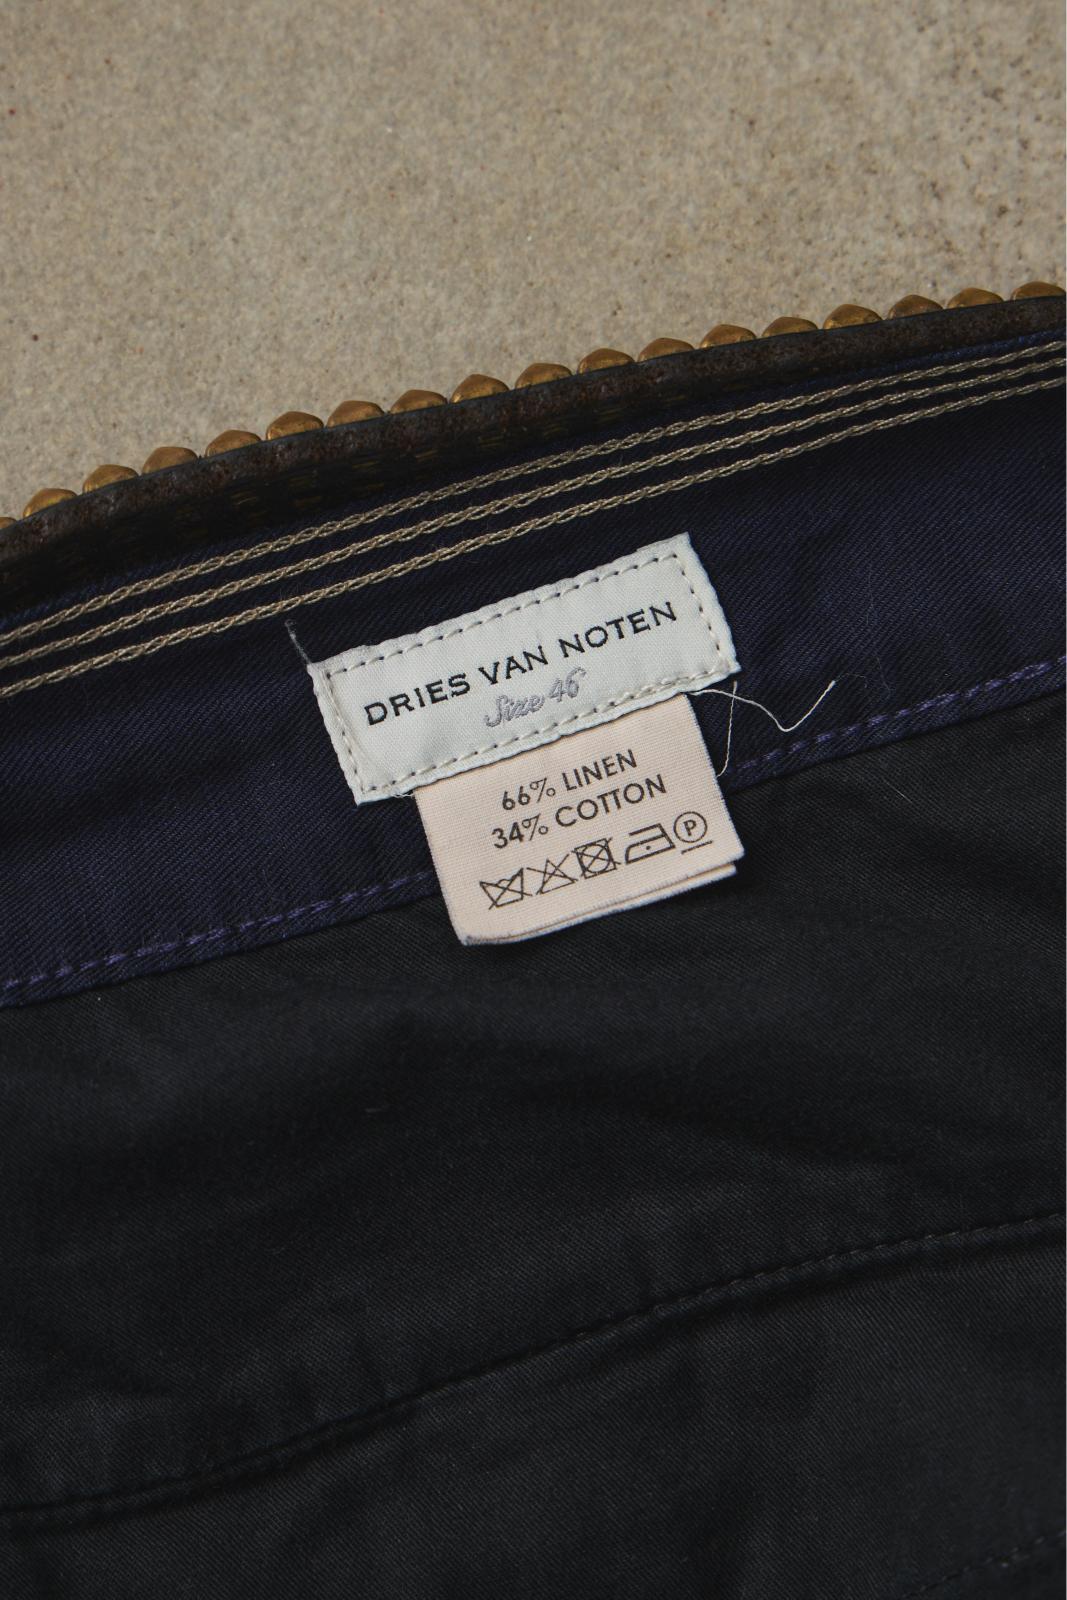 DRIES VAN NOTEN
Size 46
66% LINEN
34% COTTON
P